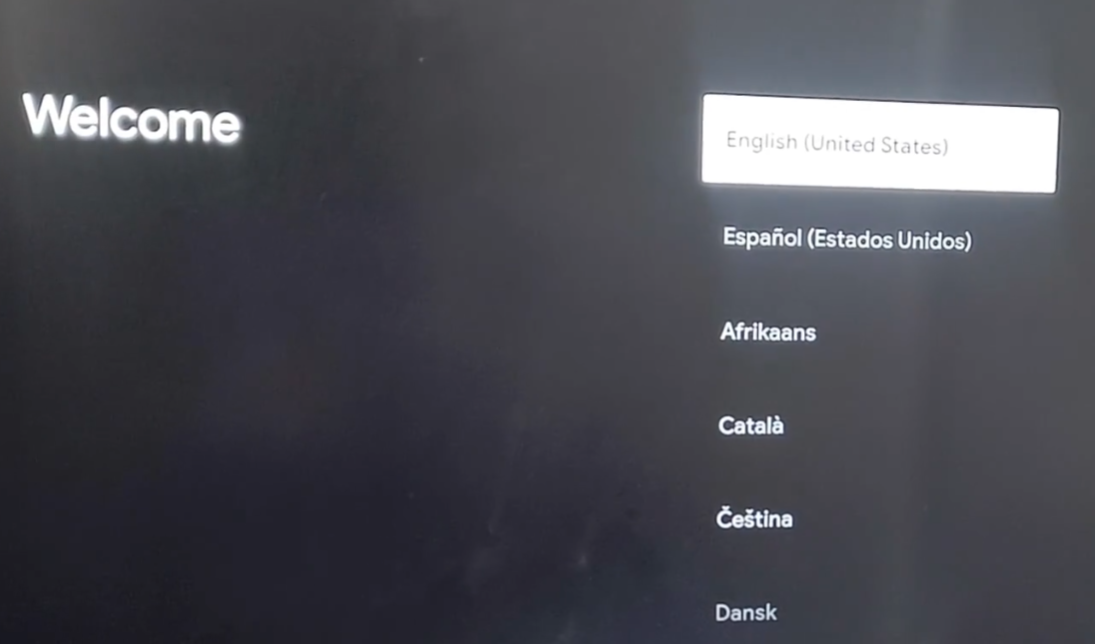 Welcome
English (United States)
Español (Estados Unidos)
Afrikaans
Català
Čeština
Dansk